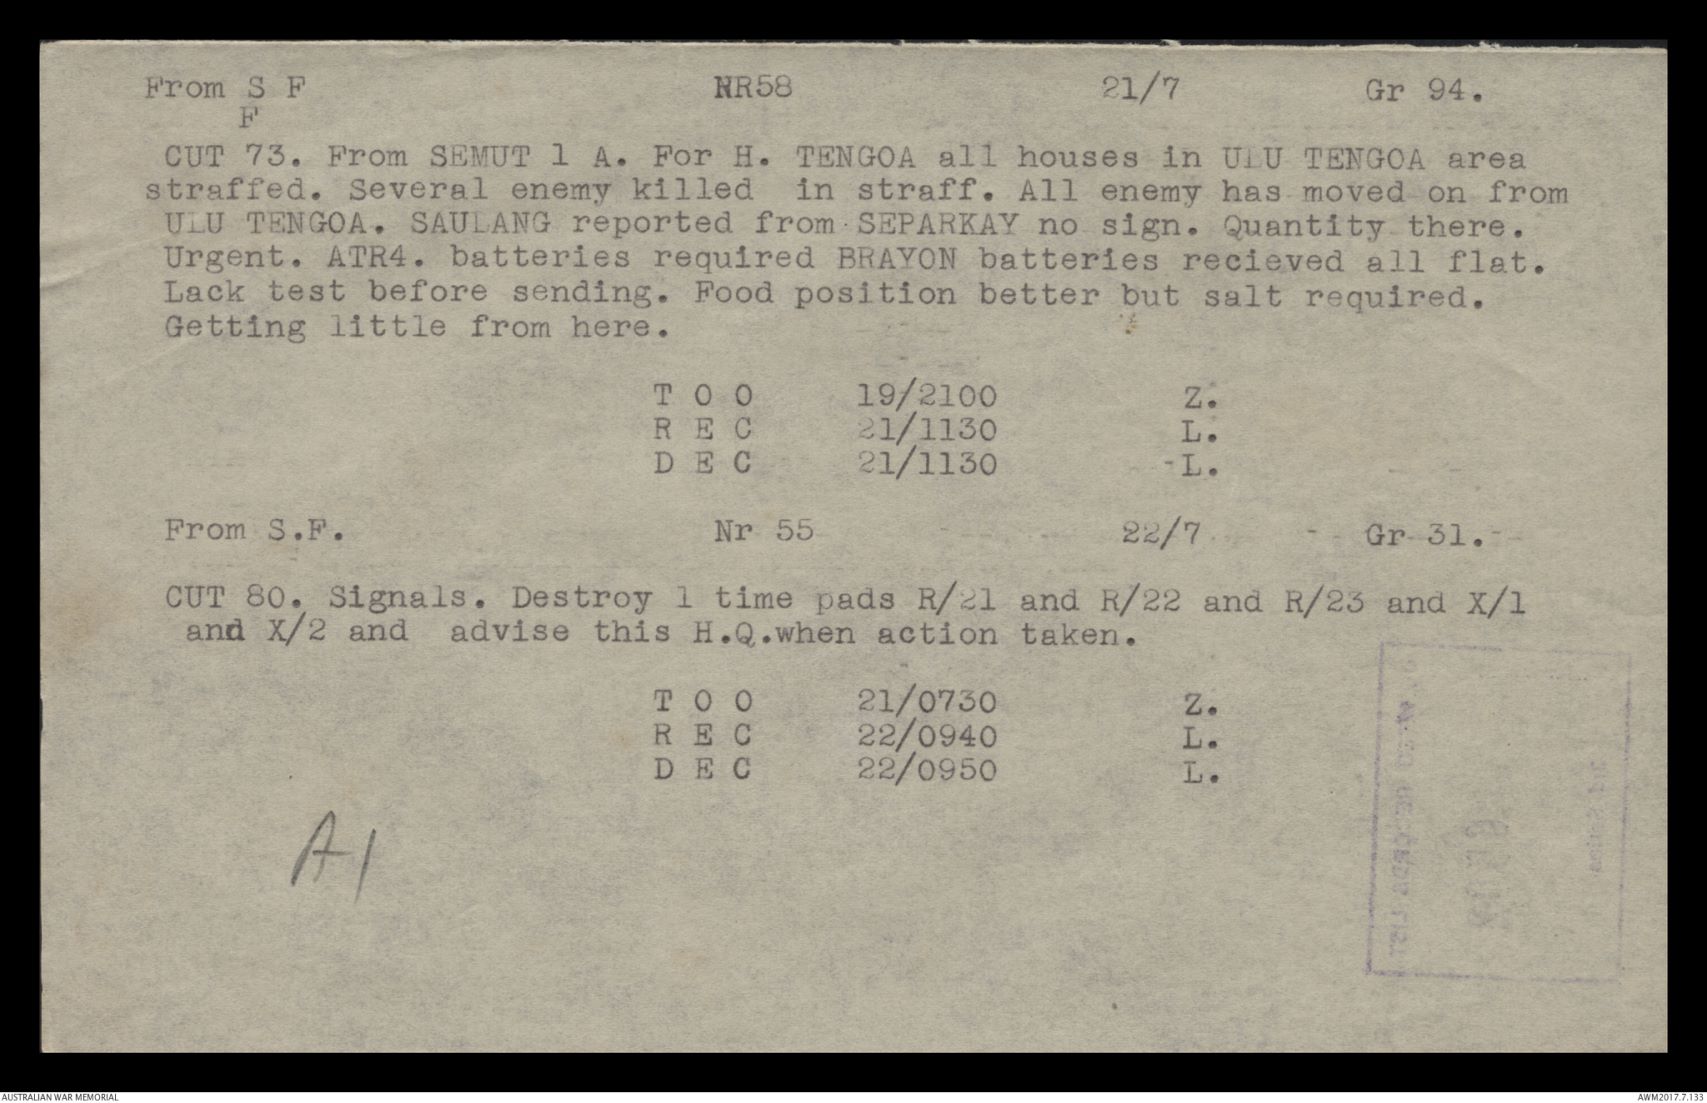 From S F NR58 21/7 Gr 94.
F
CUT 73. From SEMUT 1 A. For H. TENGOA all houses in ULU TENGOA area
straffed. Several enemy killed in straff. All enemy has moved on from
ULU TENGOA. SAULANG reported from SEPARKAY no sign. Quantity there.
Urgent. ATR4. batteries required BRAYON batteries recieved all flat.
Lack test before sending. Food position better but salt required.
Getting little from here.
T O O 19/2100 Z.
R E C 21/1130 L.
D E C 21/1130 -L.
From S.F. Nr 55 22/7 Gr 31.
CUT 80. Signals. Destroy 1 time pads R/21 and R/22 and R/23 and X/1
and X/2 and advise this H.Q.when action taken.
T O O 21/0730 Z.
R E C 22/0940 L.
D E C 22/0950 L.
A1
AUSTRALIAN WAR MEMORIAL AWM2017.7.133